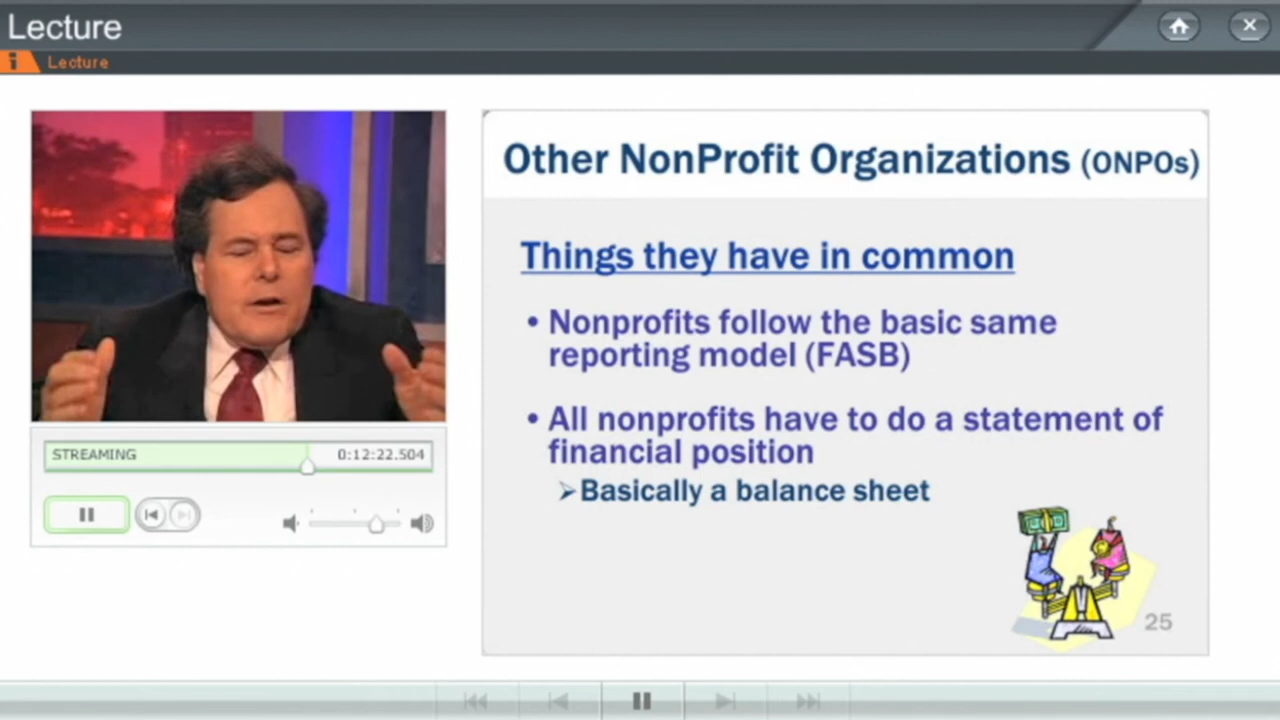 Lecture
i Lecture
Other NonProfit Organizations (ONPOs)
Things they have in common
• Nonprofits follow the basic same
reporting model (FASB)
• All nonprofits have to do a statement of
financial position
➢Basically a balance sheet
STREAMING 0:12:22.504
25